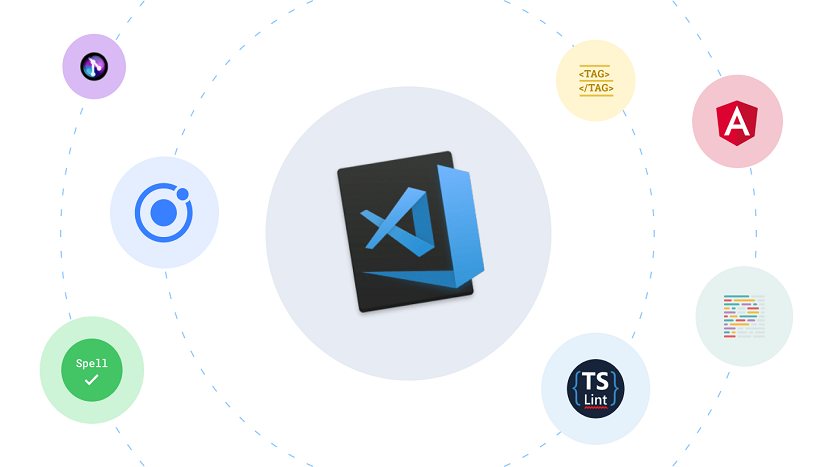 <TAG>
</TAG>
A
Spell
{TS
Lint}